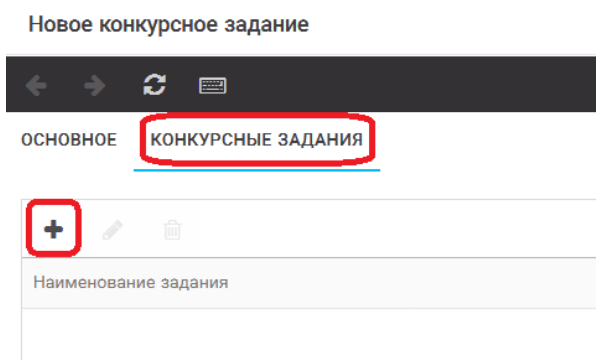 Новое конкурсное задание
ОСНОВНОЕ КОНКУРСНЫЕ ЗАДАНИЯ
Наименование задания